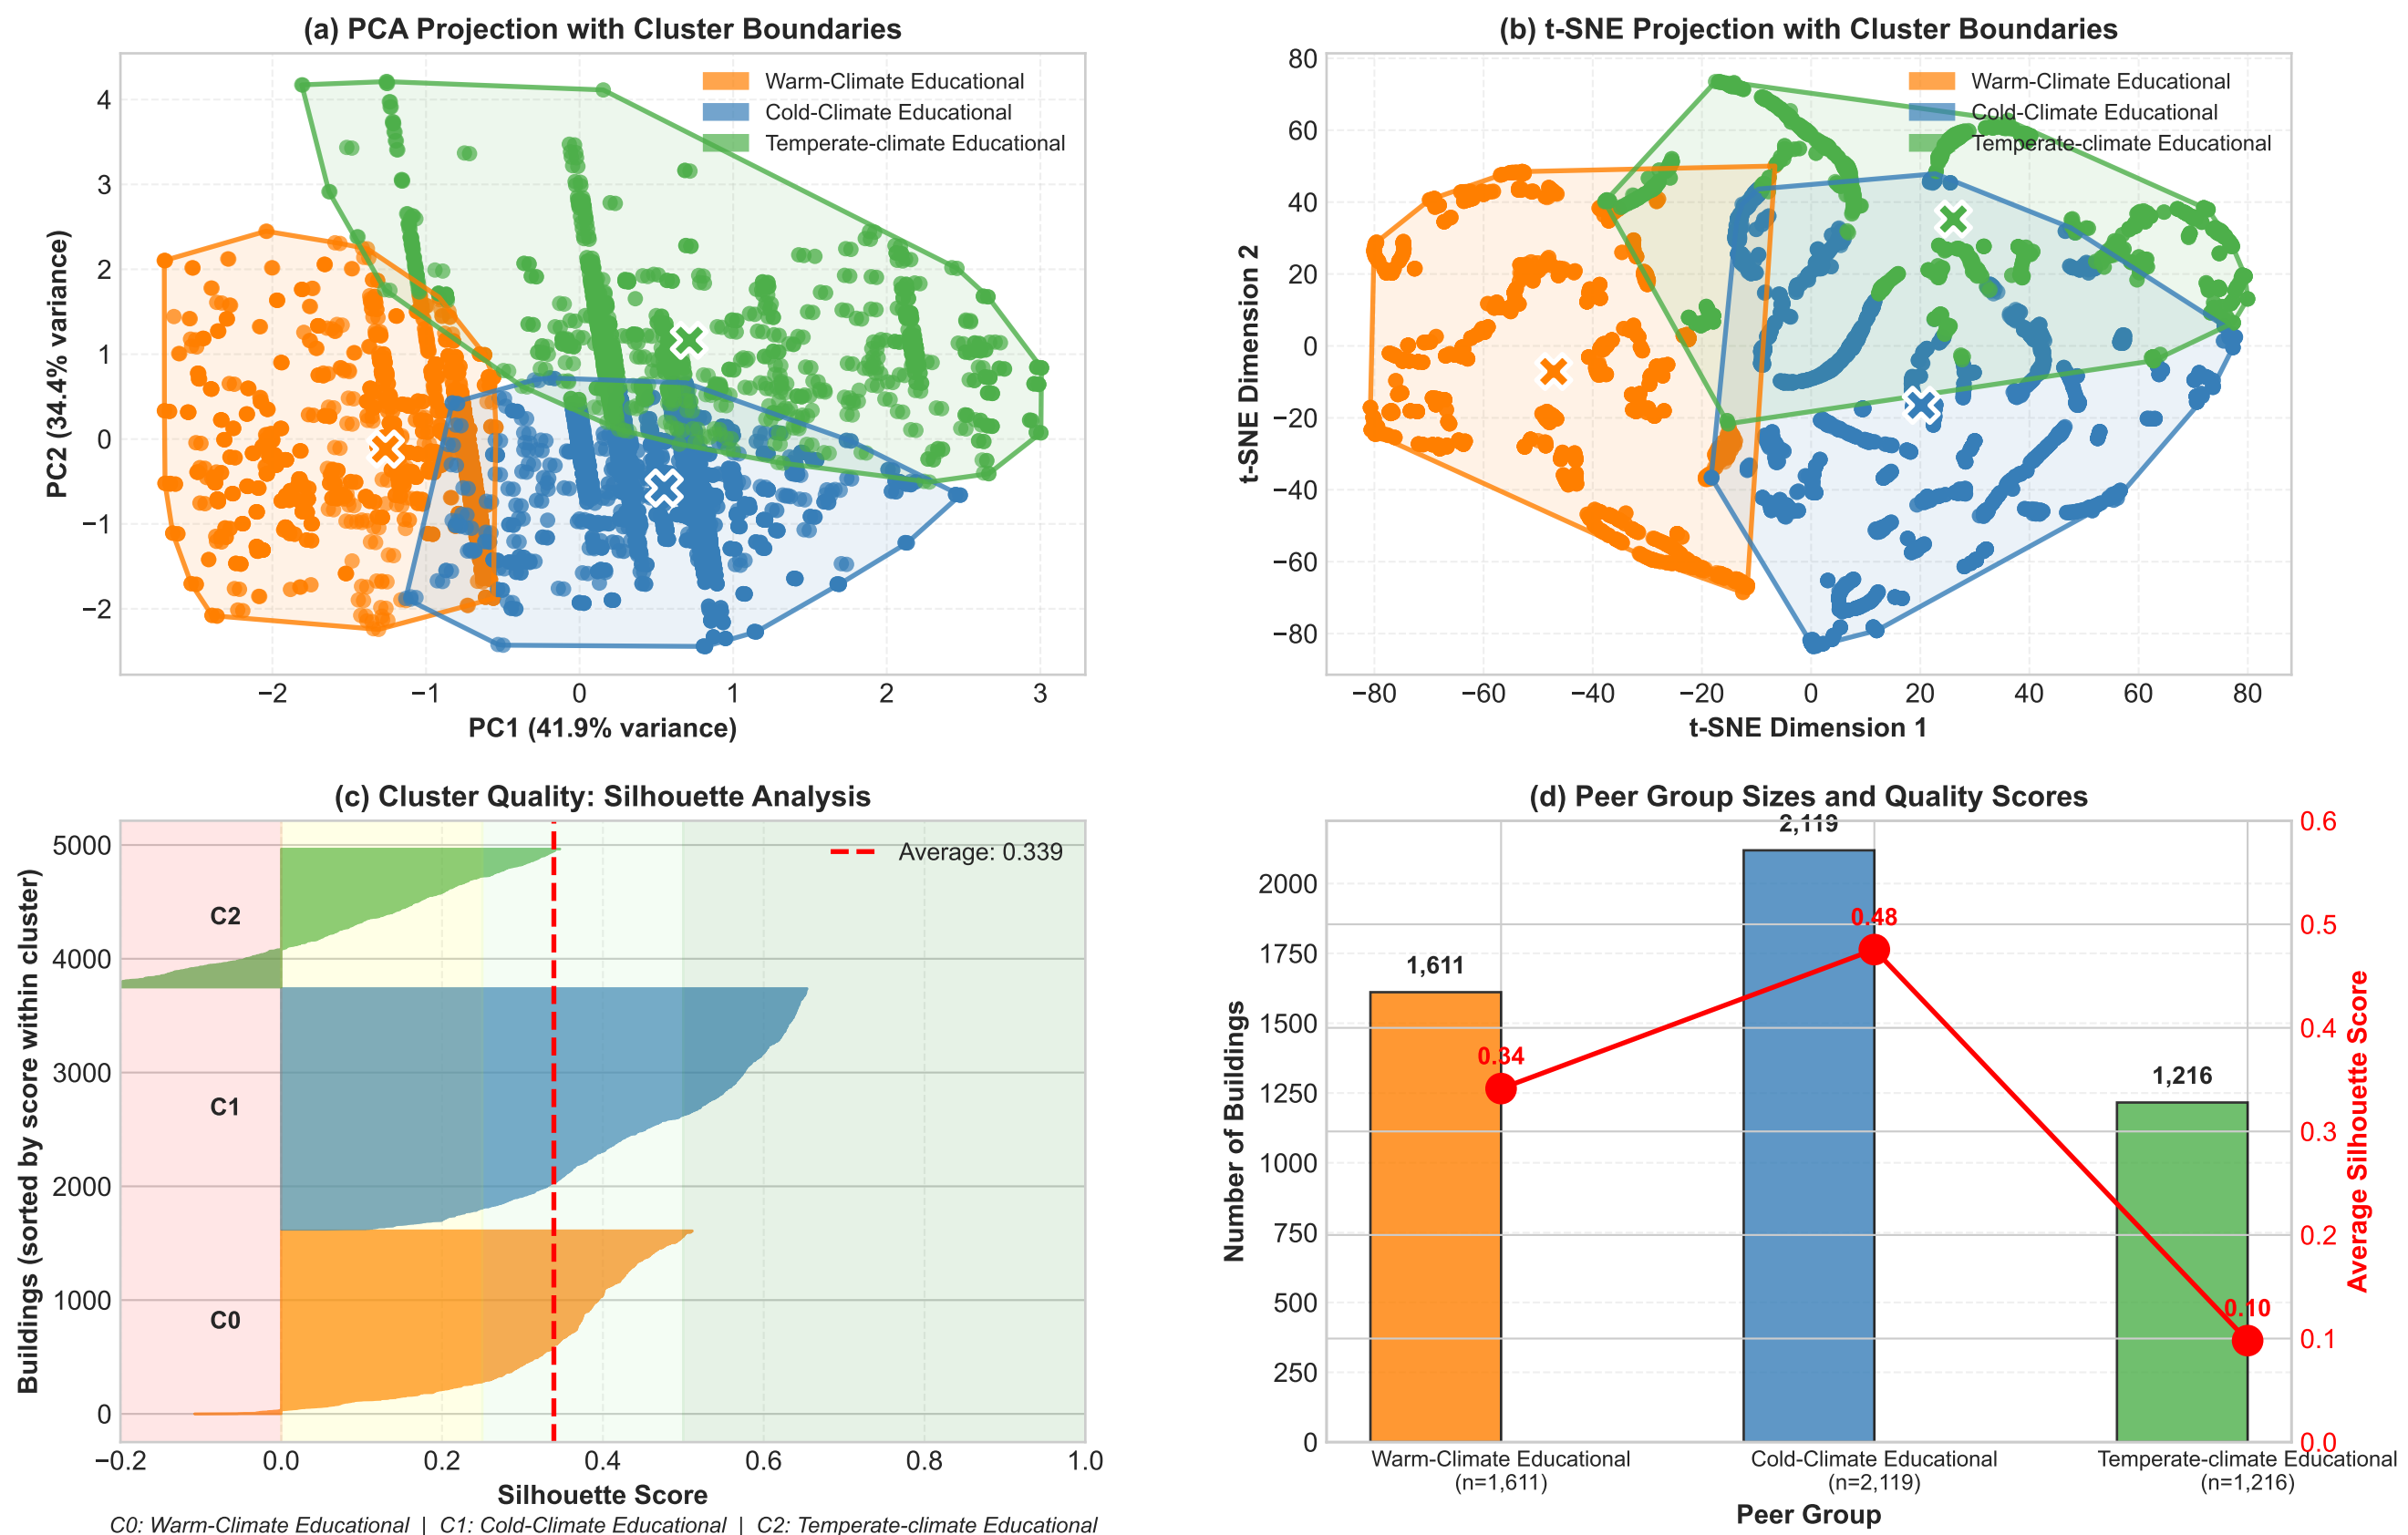 (a) PCA Projection with Cluster Boundaries
Warm-Climate Educational
Cold-Climate Educational
Temperate-climate Educational
4
3
2
1
0
−1
−2
PC2 (34.4% variance)
−2 −1 0 1 2 3
PC1 (41.9% variance)
(b) t-SNE Projection with Cluster Boundaries
Warm-Climate Educational
Cold-Climate Educational
Temperate-climate Educational
80
60
40
20
0
−20
−40
−60
−80
t-SNE Dimension 2
−80 −60 −40 −20 0 20 40 60 80
t-SNE Dimension 1
(c) Cluster Quality: Silhouette Analysis
Average: 0.339
5000
4000
3000
2000
1000
0
Buildings (sorted by score within cluster)
C2
C1
C0
−0.2 0.0 0.2 0.4 0.6 0.8 1.0
Silhouette Score
C0: Warm-Climate Educational | C1: Cold-Climate Educational | C2: Temperate-climate Educational
(d) Peer Group Sizes and Quality Scores
2000
1750
1500
1250
1000
750
500
250
0
Number of Buildings
1,611
2,119
1,216
0.34
0.48
0.10
0.6
0.5
0.4
0.3
0.2
0.1
0.0
Average Silhouette Score
Warm-Climate Educational
(n=1,611)
Cold-Climate Educational
(n=2,119)
Temperate-climate Educational
(n=1,216)
Peer Group